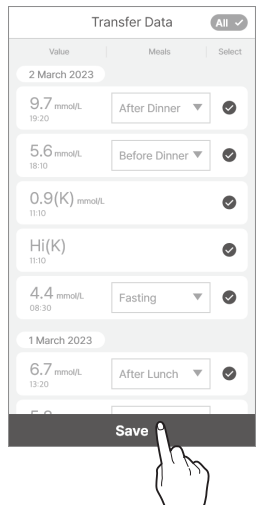 Transfer Data All
Value Meals Select
2 March 2023
9.7 mmol/L After Dinner
19:20
5.6 mmol/L Before Dinner
18:10
0.9(K) mmol/L
11:10
Hi(K)
11:10
4.4 mmol/L Fasting
08:30
1 March 2023
6.7 mmol/L After Lunch
13:20
Save